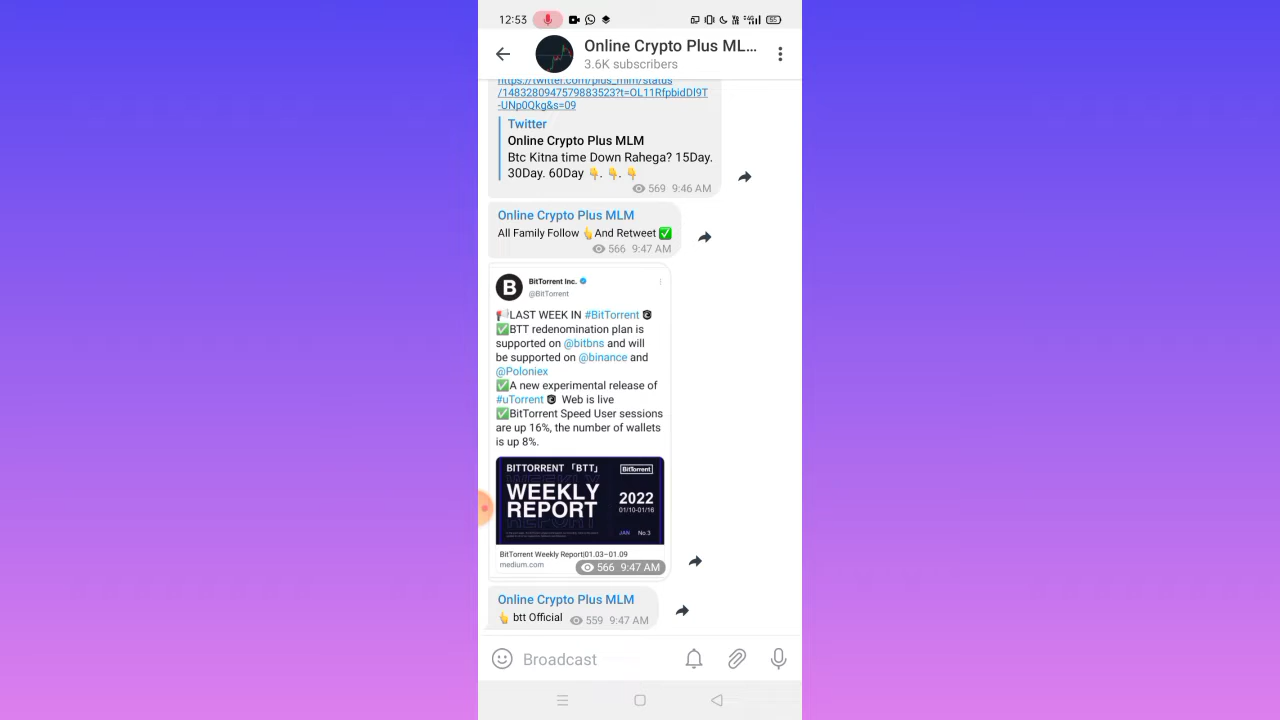 12:53
55
Online Crypto Plus ML...
3.6K subscribers
https://twitter.com/plus_mlm/status
/1483280947579883523?t=OL11RfpbidDl9T
-UNp0Qkg&s=09
Twitter
Online Crypto Plus MLM
Btc Kitna time Down Rahega? 15Day.
30Day. 60Day 👇. 👇. 👇
569 9:46 AM
Online Crypto Plus MLM
All Family Follow 👆And Retweet ✅
566 9:47 AM
BitTorrent Inc.
@BitTorrent
📢LAST WEEK IN #BitTorrent
✅BTT redenomination plan is
supported on @bitbns and will
be supported on @binance and
@Poloniex
✅A new experimental release of
#uTorrent Web is live
✅BitTorrent Speed User sessions
are up 16%, the number of wallets
is up 8%.
BITTORRENT「BTT」
BitTorrent
WEEKLY
REPORT
2022
01/10-01/16
JAN No.3
BitTorrent Weekly Report|01.03–01.09
medium.com
566 9:47 AM
Online Crypto Plus MLM
👆 btt Official 559 9:47 AM
Broadcast